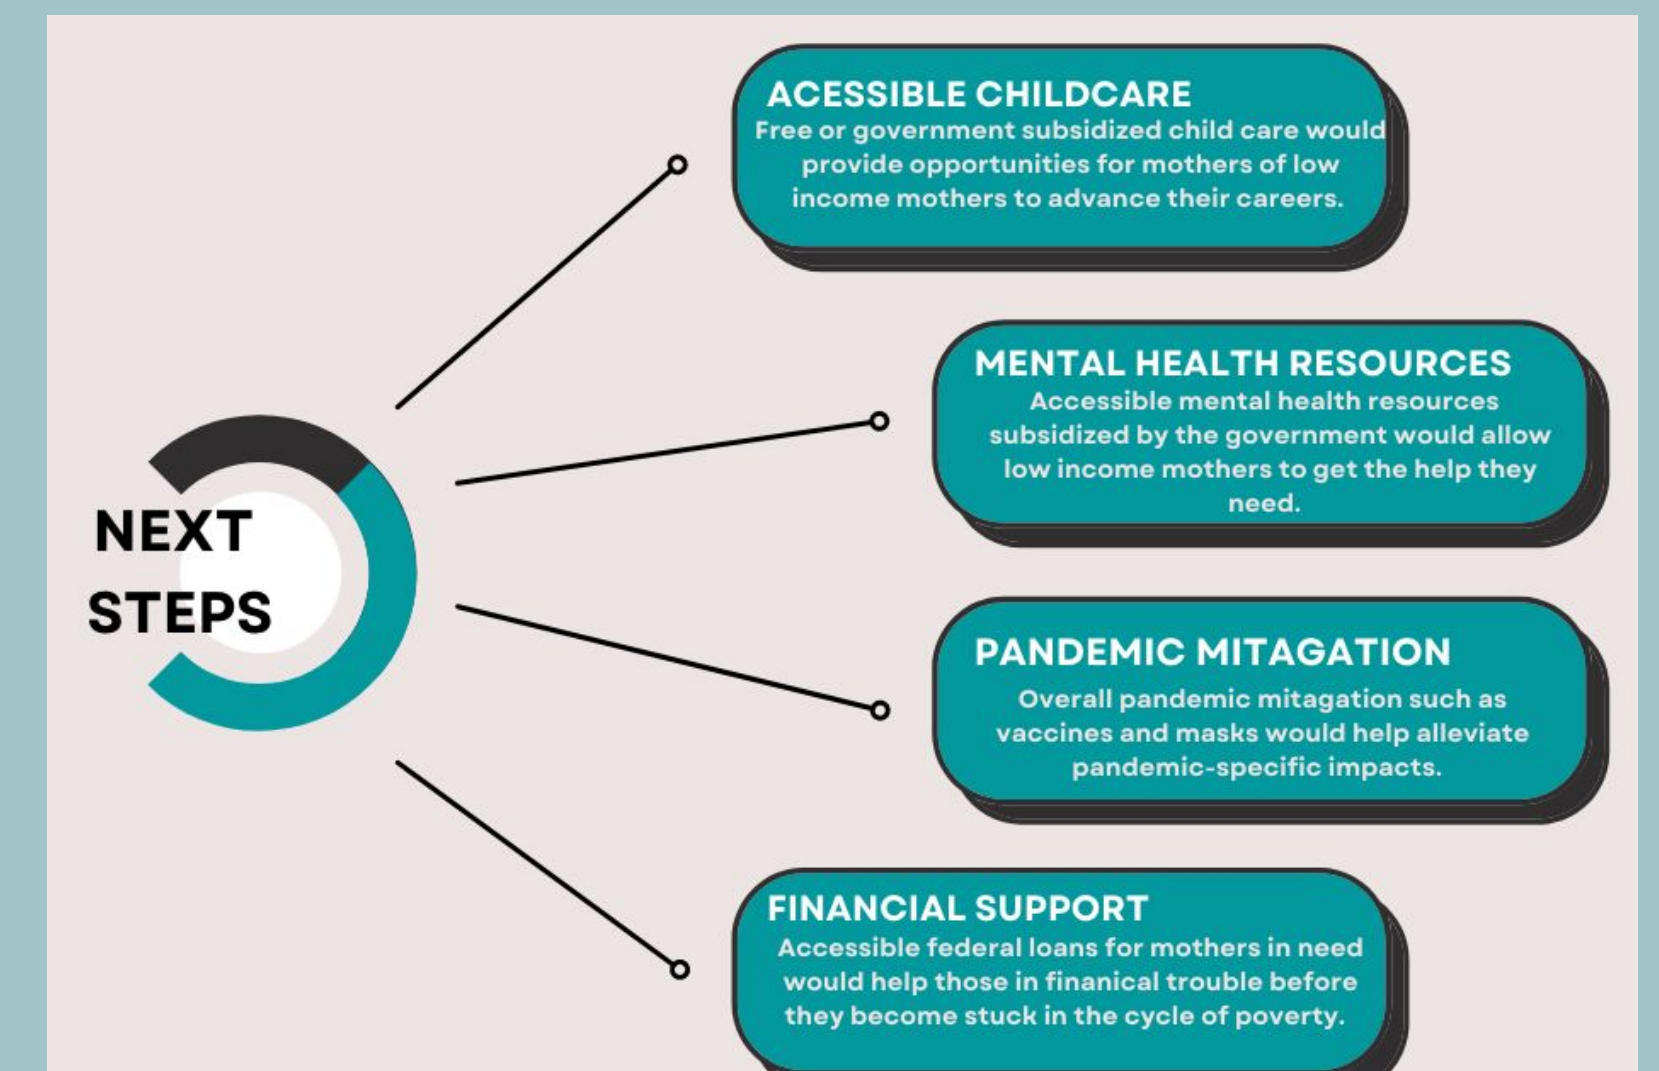 NEXT
STEPS
ACESSIBLE CHILDCARE
Free or government subsidized child care would
provide opportunities for mothers of low
income mothers to advance their careers.
MENTAL HEALTH RESOURCES
Accessible mental health resources
subsidized by the government would allow
low income mothers to get the help they
need.
PANDEMIC MITAGATION
Overall pandemic mitagation such as
vaccines and masks would help alleviate
pandemic-specific impacts.
FINANCIAL SUPPORT
Accessible federal loans for mothers in need
would help those in finanical trouble before
they become stuck in the cycle of poverty.